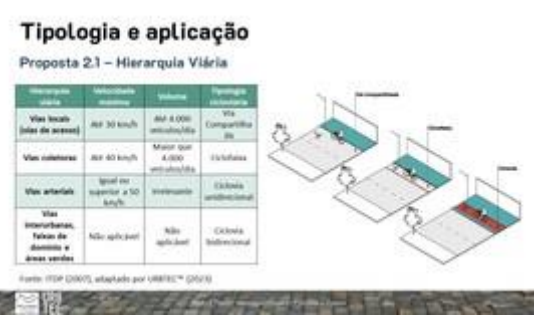 Tipologia e aplicação
Proposta 2.1 – Hierarquia Viária
Hierarquia viária
Velocidade máxima
Volume
Tipologia cicloviária
Vias locais (vias de acesso)
Até 30 km/h
Até 4.000 veículos/dia
Via Compartilhada
Vias coletoras
Até 40 km/h
Maior que 4.000 veículos/dia
Ciclofaixa
Vias arteriais
Igual ou superior a 50 km/h
Irrelevante
Ciclovia unidirecional
Vias interurbanas, faixas de domínio e áreas verdes
Não aplicável
Não aplicável
Ciclovia bidirecional
Via compartilhada
Ciclofaixa
Ciclovia
Fonte: ITDP (2007), adaptado por URBTEC™ (2023)